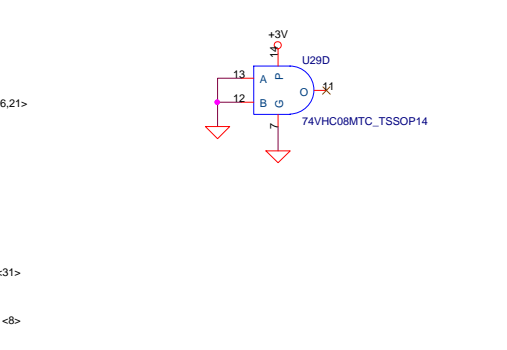 +3V
14
U29D
13
A
P
O
11
12
B
G
6,21>
7
74VHC08MTC_TSSOP14
<31>
<8>